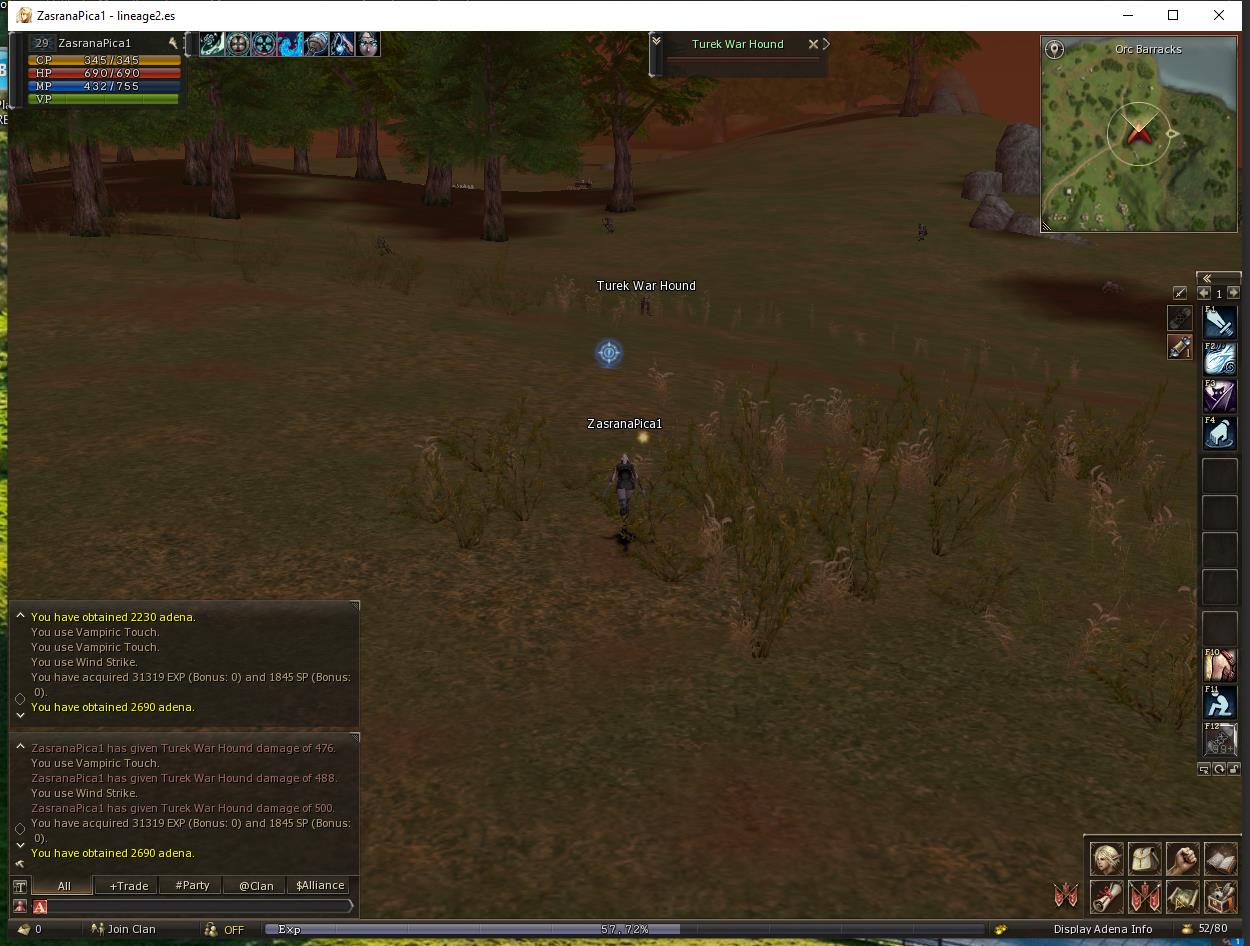 ZasranaPica1 - lineage2.es
29 ZasranaPica1
CP 345/345
HP 690/690
MP 432/755
VP
Turek War Hound
Orc Barracks
Turek War Hound
ZasranaPica1
1
F1
F2
F3
F4
F10
F11
F12
99+
1
You have obtained 2230 adena.
You use Vampiric Touch.
You use Vampiric Touch.
You use Wind Strike.
You have acquired 31319 EXP (Bonus: 0) and 1845 SP (Bonus:
0).
You have obtained 2690 adena.
ZasranaPica1 has given Turek War Hound damage of 476.
You use Vampiric Touch.
ZasranaPica1 has given Turek War Hound damage of 488.
You use Wind Strike.
ZasranaPica1 has given Turek War Hound damage of 500.
You have acquired 31319 EXP (Bonus: 0) and 1845 SP (Bonus:
0).
You have obtained 2690 adena.
All +Trade #Party @Clan $Alliance
A
0 Join Clan OFF Exp 57.72% Display Adena Info 52/80